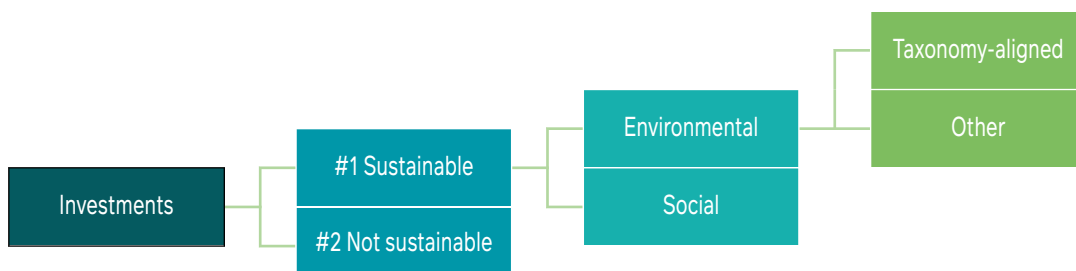 Investments
#1 Sustainable
#2 Not sustainable
Environmental
Social
Taxonomy-aligned
Other